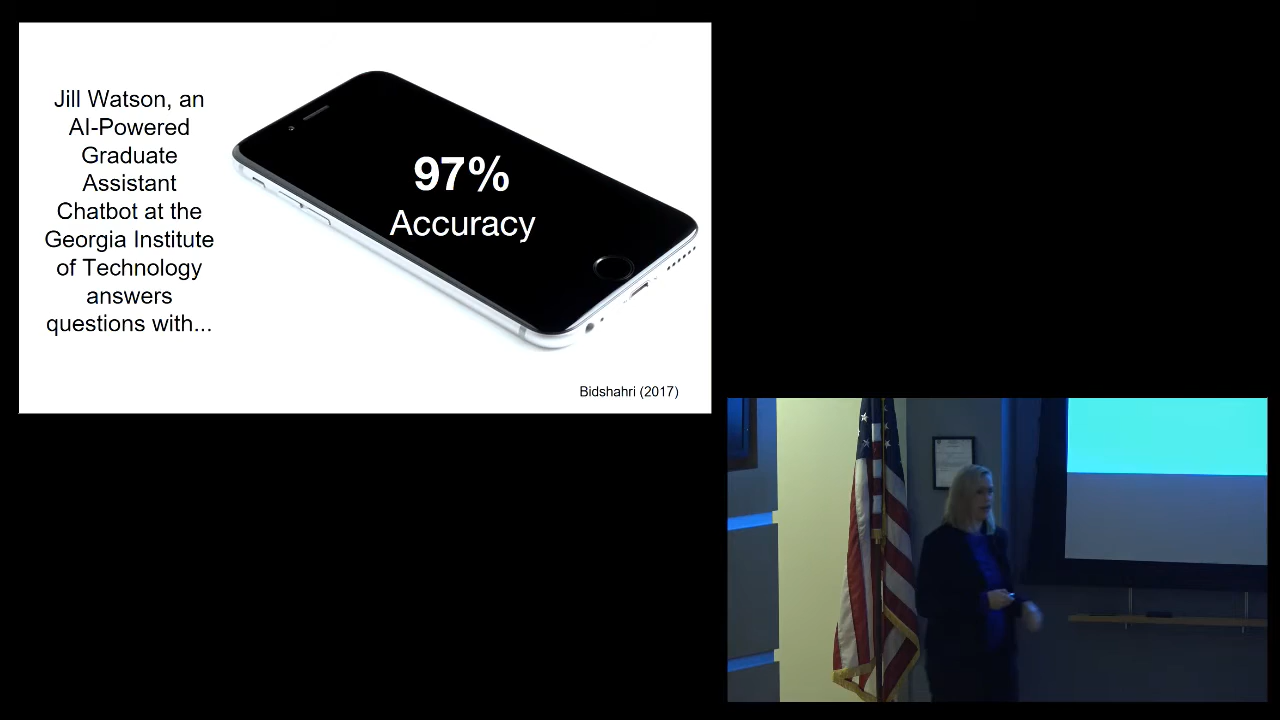 Jill Watson, an
AI-Powered
Graduate
Assistant
Chatbot at the
Georgia Institute
of Technology
answers
questions with...
97%
Accuracy
Bidshahri (2017)